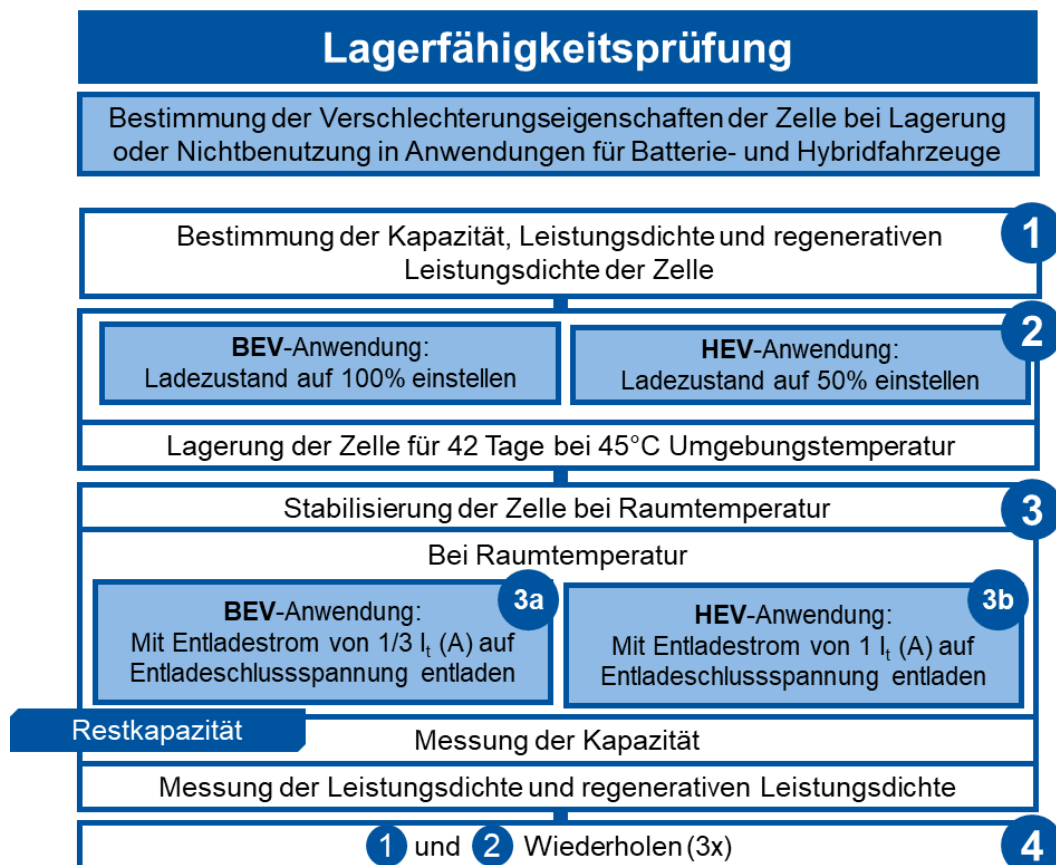 Lagerfähigkeitsprüfung
Bestimmung der Verschlechterungseigenschaften der Zelle bei Lagerung
oder Nichtbenutzung in Anwendungen für Batterie- und Hybridfahrzeuge
1
Bestimmung der Kapazität, Leistungsdichte und regenerativen
Leistungsdichte der Zelle
2
BEV-Anwendung:
Ladezustand auf 100% einstellen
HEV-Anwendung:
Ladezustand auf 50% einstellen
Lagerung der Zelle für 42 Tage bei 45°C Umgebungstemperatur
3
Stabilisierung der Zelle bei Raumtemperatur
Bei Raumtemperatur
3a
BEV-Anwendung:
Mit Entladestrom von 1/3 It (A) auf
Entladeschlussspannung entladen
3b
HEV-Anwendung:
Mit Entladestrom von 1 It (A) auf
Entladeschlussspannung entladen
Restkapazität
Messung der Kapazität
Messung der Leistungsdichte und regenerativen Leistungsdichte
1 und 2 Wiederholen (3x)
4